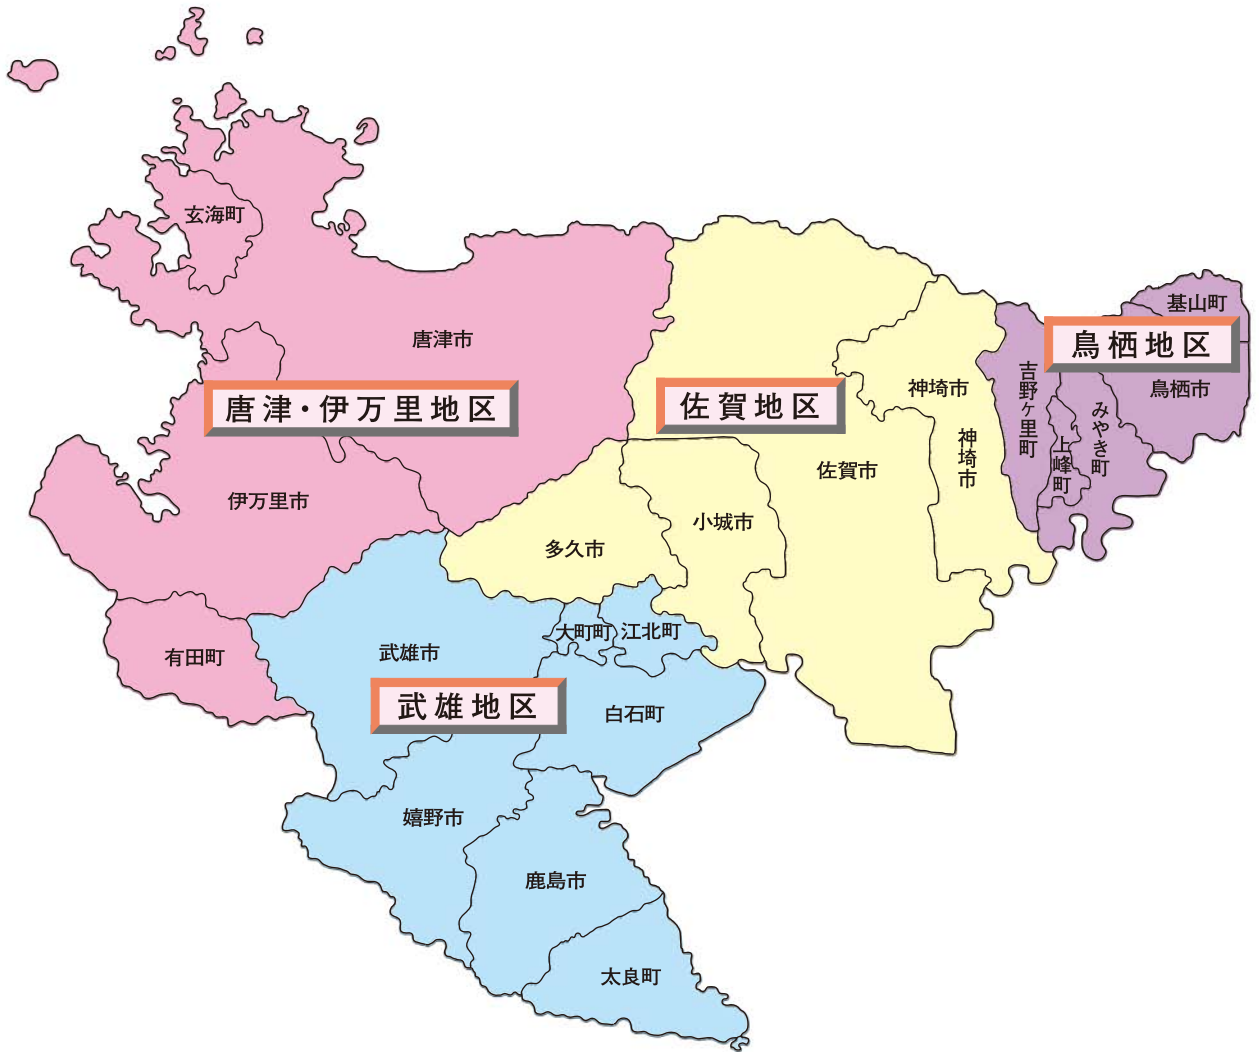 玄海町
唐津市
唐津・伊万里地区
伊万里市
有田町
佐賀地区
神埼市
神埼市
佐賀市
小城市
多久市
鳥栖地区
基山町
鳥栖市
吉野ヶ里町
みやき町
上峰町
武雄市
大町町
江北町
武雄地区
白石町
嬉野市
鹿島市
太良町